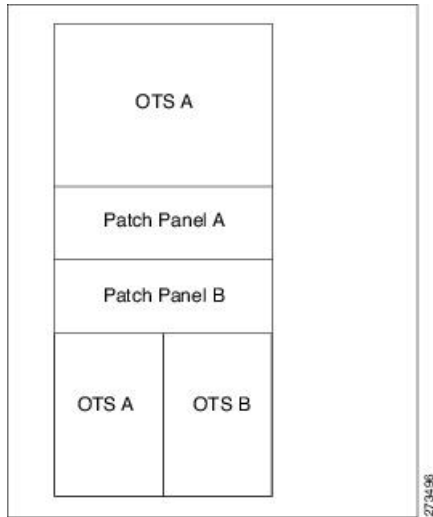 OTS A
Patch Panel A
Patch Panel B
OTS A OTS B
273496